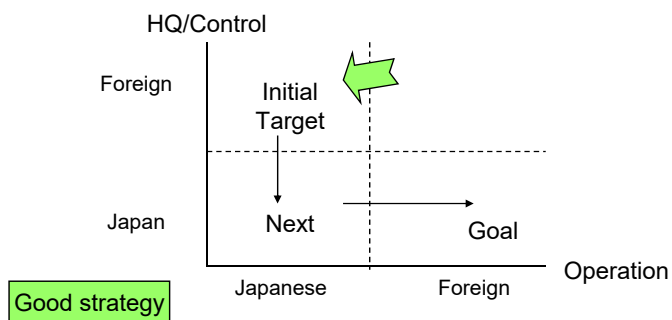 HQ/Control
Foreign
Initial
Target
Japan
Next
Goal
Operation
Japanese
Foreign
Good strategy